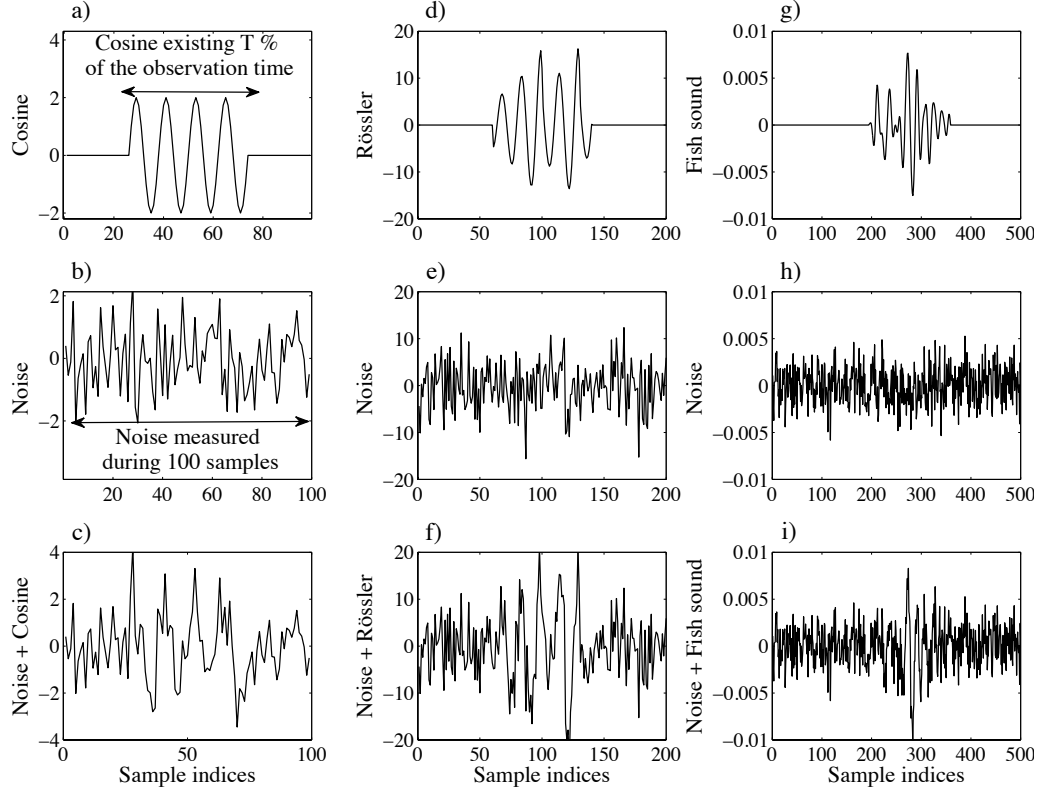 a)
Cosine existing T %
of the observation time
Cosine
4
2
0
−2
0 20 40 60 80
d)
Rössler
20
10
0
−10
−20
0 50 100 150 200
g)
Fish sound
0.01
0.005
0
−0.005
−0.01
0 100 200 300 400 500
b)
Noise
2
0
−2
Noise measured
during 100 samples
20 40 60 80 100
e)
Noise
20
10
0
−10
−20
0 50 100 150 200
h)
Noise
0.01
0.005
0
−0.005
−0.01
0 100 200 300 400 500
c)
Noise + Cosine
4
2
0
−2
−4
0 50 100
Sample indices
f)
Noise + Rössler
20
10
0
−10
−20
0 50 100 150 200
Sample indices
i)
Noise + Fish sound
0.01
0.005
0
−0.005
−0.01
0 100 200 300 400 500
Sample indices